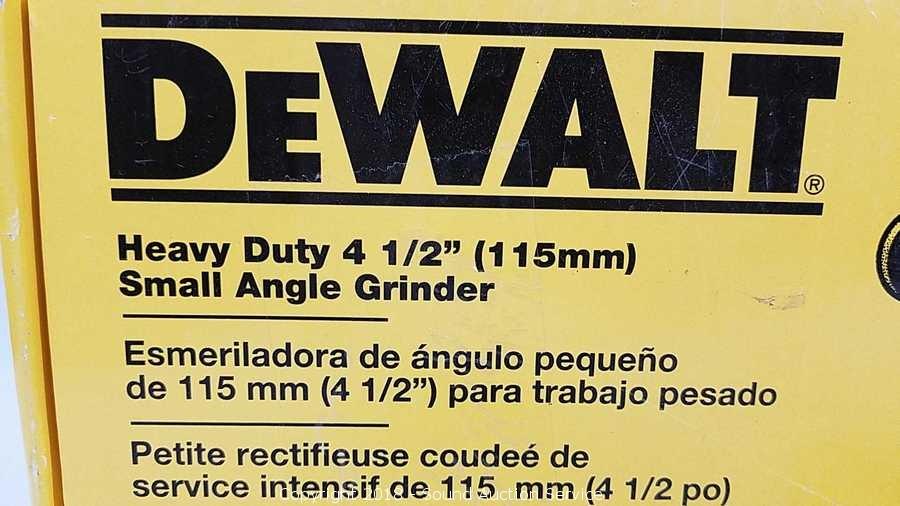 DEWALT®
Heavy Duty 4 1/2” (115mm)
Small Angle Grinder
Esmeriladora de ángulo pequeño
de 115 mm (4 1/2”) para trabajo pesado
Petite rectifieuse coudeé de
service intensif de 115 mm (4 1/2 po)
Copyright 2018 - Sound Auction Service